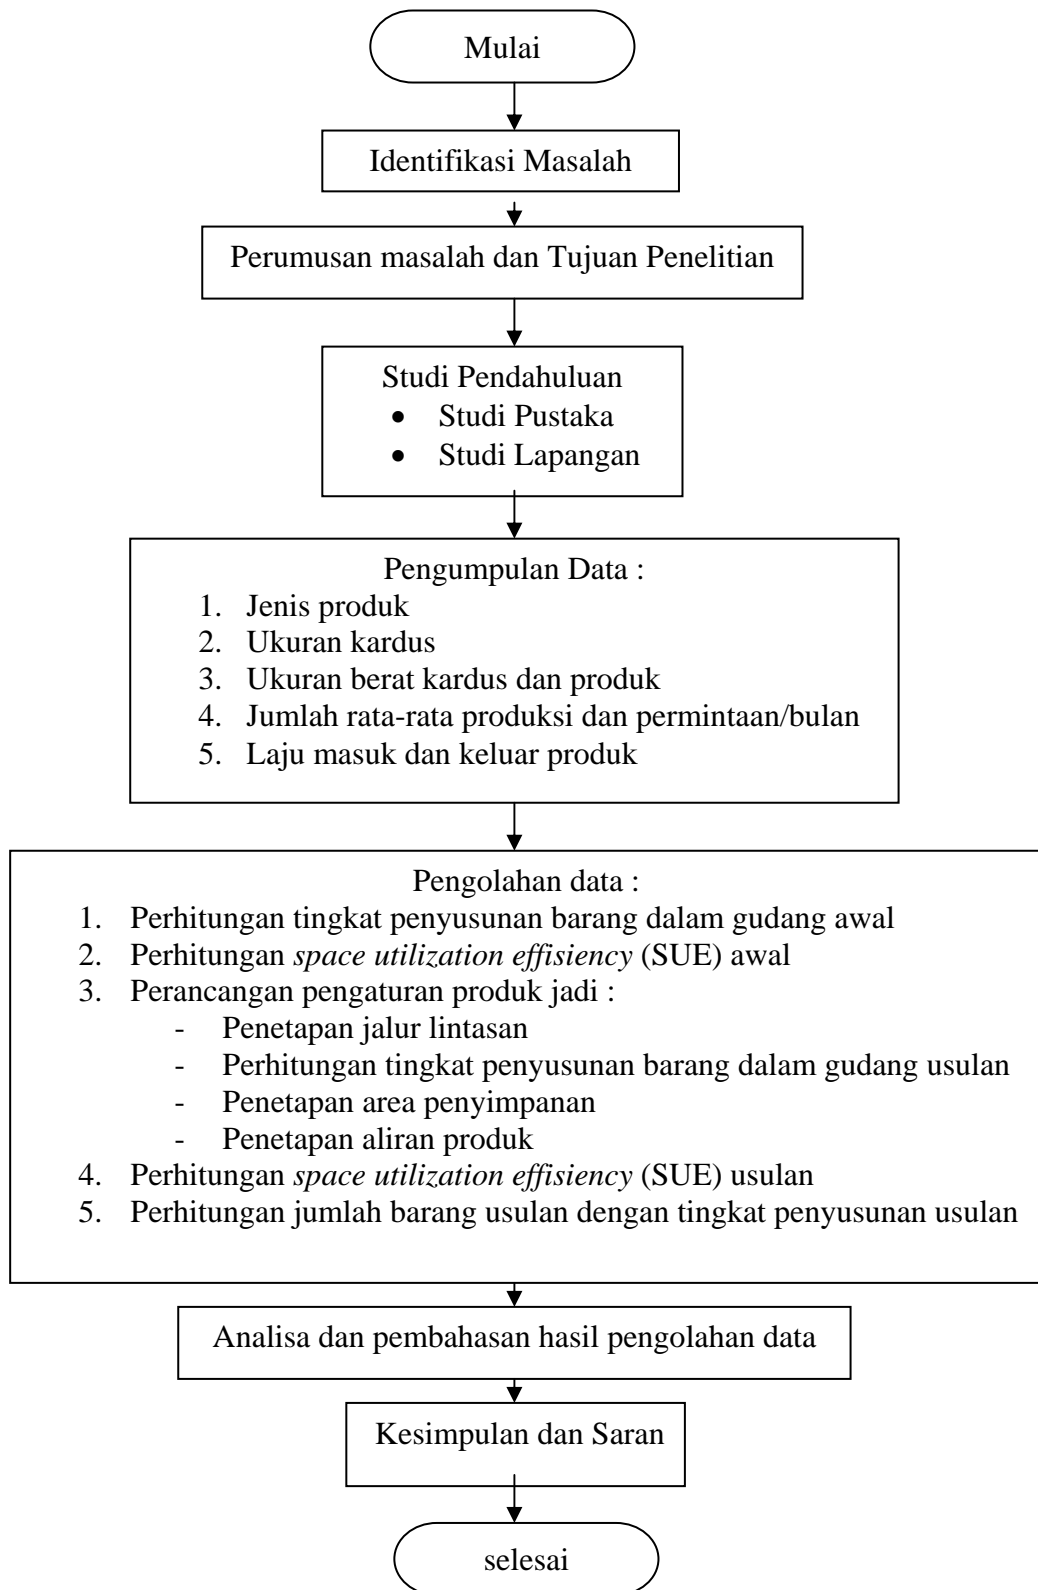 Mulai
Identifikasi Masalah
Perumusan masalah dan Tujuan Penelitian
Studi Pendahuluan
• Studi Pustaka
• Studi Lapangan
Pengumpulan Data :
1. Jenis produk
2. Ukuran kardus
3. Ukuran berat kardus dan produk
4. Jumlah rata-rata produksi dan permintaan/bulan
5. Laju masuk dan keluar produk
Pengolahan data :
1. Perhitungan tingkat penyusunan barang dalam gudang awal
2. Perhitungan space utilization effisiency (SUE) awal
3. Perancangan pengaturan produk jadi :
- Penetapan jalur lintasan
- Perhitungan tingkat penyusunan barang dalam gudang usulan
- Penetapan area penyimpanan
- Penetapan aliran produk
4. Perhitungan space utilization effisiency (SUE) usulan
5. Perhitungan jumlah barang usulan dengan tingkat penyusunan usulan
Analisa dan pembahasan hasil pengolahan data
Kesimpulan dan Saran
selesai